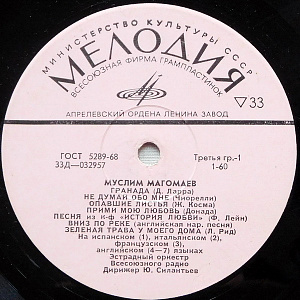 МИНИСТЕРСТВО КУЛЬТУРЫ СССР
МЕЛОДИЯ
ВСЕСОЮЗНАЯ ФИРМА ГРАМПЛАСТИНОК
АПРЕЛЕВСКИЙ ОРДЕНА ЛЕНИНА ЗАВОД
33
ГОСТ 5289-68
33Д—032957
Третья гр.-1
1-60
МУСЛИМ МАГОМАЕВ
ГРАНАДА (Д. Лэрра)
НЕ ДУМАЙ ОБО МНЕ (Чиорелли)
ОПАВШИЕ ЛИСТЬЯ (Ж. Косма)
ПРИМИ МОЮ ЛЮБОВЬ (Донада)
ПЕСНЯ из к-ф «ИСТОРИЯ ЛЮБВИ» (Ф. Лейн)
ВНИЗ ПО РЕКЕ (английская нар. песня)
ЗЕЛЕНАЯ ТРАВА У МОЕГО ДОМА (Л. Рид)
На испанском (1), итальянском (2),
французском (3),
английском (4—7) языках
Эстрадный оркестр
Всесоюзного радио
Дирижер Ю. Силантьев